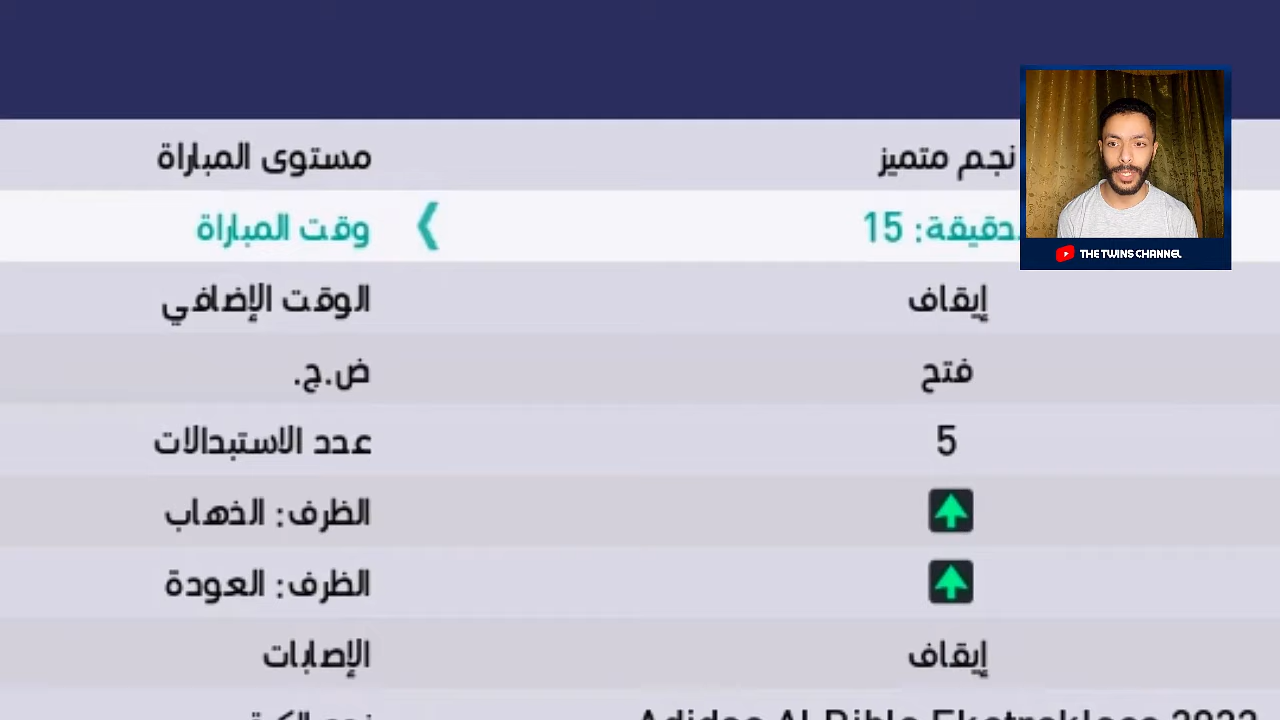 مستوى المباراة نجم متميز
وقت المباراة دقيقة: 15
الوقت الإضافي إيقاف
ض.ج. فتح
عدد الاستبدالات 5
الظرف: الذهاب
الظرف: العودة
الإصابات إيقاف
THE TWINS CHANNEL